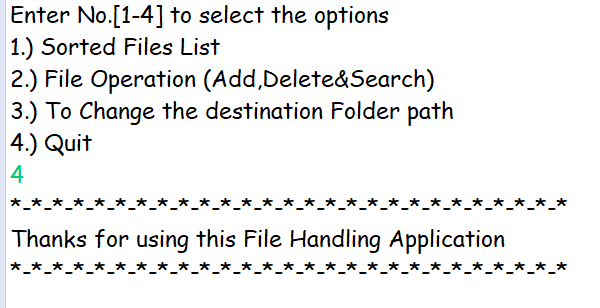 Enter No.[1-4] to select the options
1.) Sorted Files List
2.) File Operation (Add,Delete&Search)
3.) To Change the destination Folder path
4.) Quit
4
*_*_*_*_*_*_*_*_*_*_*_*_*_*_*_*_*_*_*_*_*_*_*_*_*_*_*
Thanks for using this File Handling Application
*_*_*_*_*_*_*_*_*_*_*_*_*_*_*_*_*_*_*_*_*_*_*_*_*_*_*